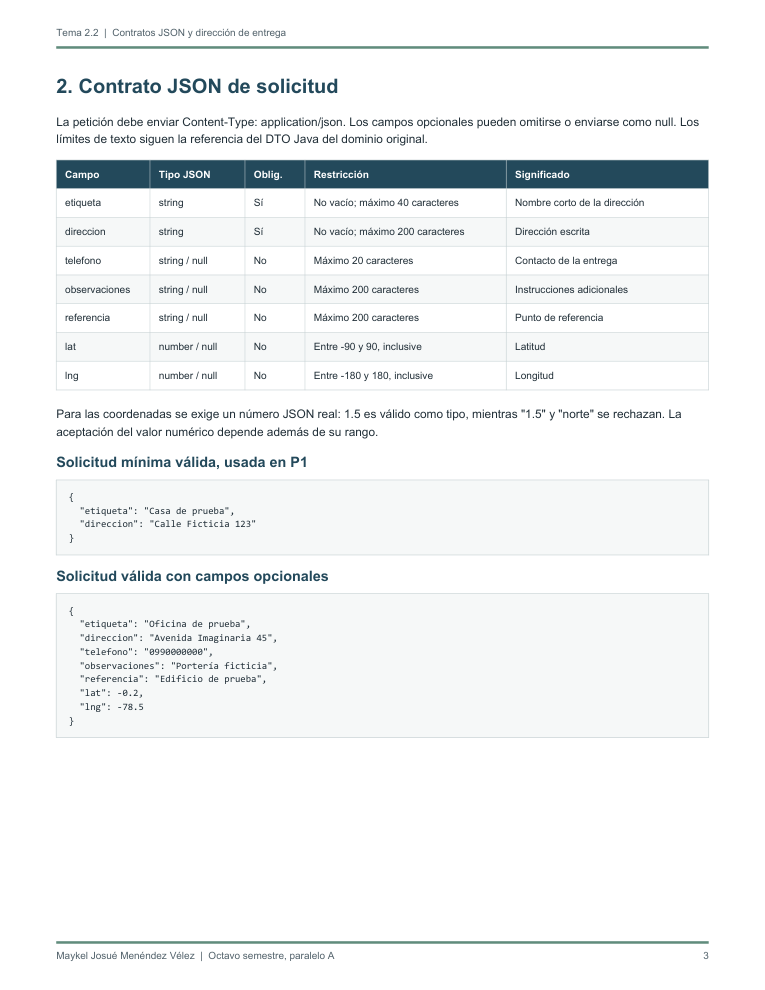 Tema 2.2 | Contratos JSON y dirección de entrega
2. Contrato JSON de solicitud
La petición debe enviar Content-Type: application/json. Los campos opcionales pueden omitirse o enviarse como null. Los
límites de texto siguen la referencia del DTO Java del dominio original.
Campo Tipo JSON Oblig. Restricción Significado
etiqueta string Sí No vacío; máximo 40 caracteres Nombre corto de la dirección
direccion string Sí No vacío; máximo 200 caracteres Dirección escrita
telefono string / null No Máximo 20 caracteres Contacto de la entrega
observaciones string / null No Máximo 200 caracteres Instrucciones adicionales
referencia string / null No Máximo 200 caracteres Punto de referencia
lat number / null No Entre -90 y 90, inclusive Latitud
lng number / null No Entre -180 y 180, inclusive Longitud
Para las coordenadas se exige un número JSON real: 1.5 es válido como tipo, mientras "1.5" y "norte" se rechazan. La
aceptación del valor numérico depende además de su rango.
Solicitud mínima válida, usada en P1
{
"etiqueta": "Casa de prueba",
"direccion": "Calle Ficticia 123"
}
Solicitud válida con campos opcionales
{
"etiqueta": "Oficina de prueba",
"direccion": "Avenida Imaginaria 45",
"telefono": "0990000000",
"observaciones": "Portería ficticia",
"referencia": "Edificio de prueba",
"lat": -0.2,
"lng": -78.5
}
Maykel Josué Menéndez Vélez | Octavo semestre, paralelo A 3